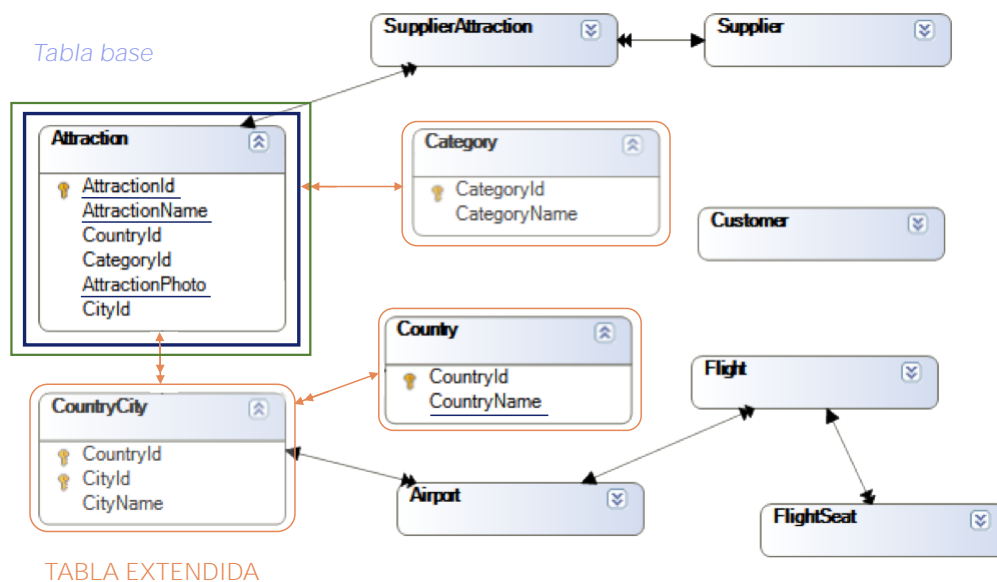 SupplierAttraction
Supplier
Tabla base
Attraction
AttractionId
AttractionName
CountryId
CategoryId
AttractionPhoto
CityId
Category
CategoryId
CategoryName
Customer
Country
CountryId
CountryName
Flight
CountryCity
CountryId
CityId
CityName
Airport
FlightSeat
TABLA EXTENDIDA